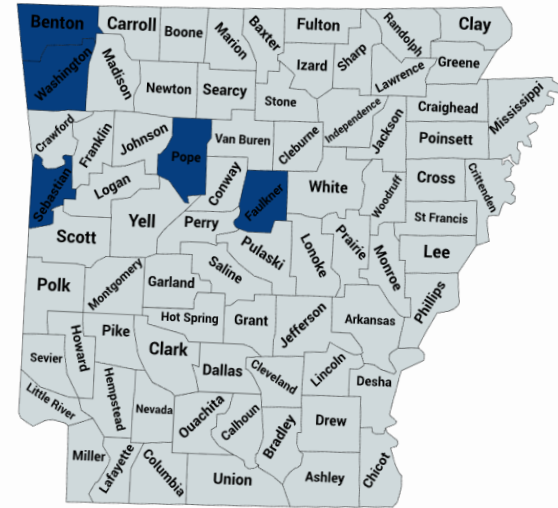 Benton
Carroll
Boone
Marion
Baxter
Fulton
Randolph
Clay
Washington
Madison
Newton
Searcy
Stone
Izard
Sharp
Lawrence
Greene
Crawford
Franklin
Johnson
Pope
Van Buren
Cleburne
Independence
Jackson
Craighead
Mississippi
Poinsett
Sebastian
Logan
Yell
Conway
Faulkner
White
Woodruff
Cross
Crittenden
St Francis
Scott
Perry
Pulaski
Lonoke
Prairie
Monroe
Lee
Polk
Montgomery
Garland
Saline
Phillips
Hot Spring
Grant
Jefferson
Arkansas
Sevier
Howard
Pike
Clark
Dallas
Cleveland
Lincoln
Desha
Little River
Hempstead
Nevada
Ouachita
Calhoun
Bradley
Drew
Miller
Lafayette
Columbia
Union
Ashley
Chicot